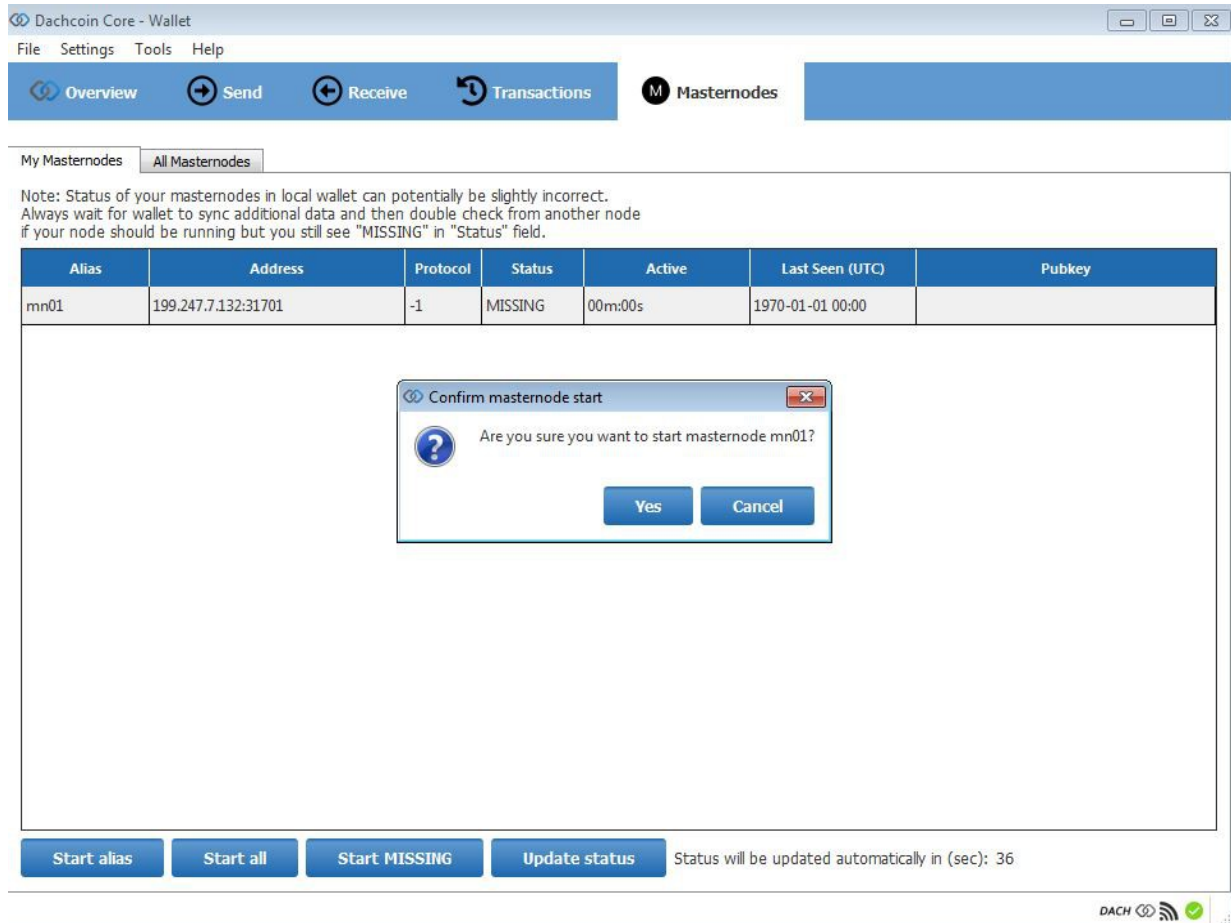 Dachcoin Core - Wallet
File Settings Tools Help
Overview Send Receive Transactions M Masternodes
My Masternodes All Masternodes
Note: Status of your masternodes in local wallet can potentially be slightly incorrect.
Always wait for wallet to sync additional data and then double check from another node
if your node should be running but you still see "MISSING" in "Status" field.
Alias Address Protocol Status Active Last Seen (UTC) Pubkey
mn01 199.247.7.132:31701 -1 MISSING 00m:00s 1970-01-01 00:00
Confirm masternode start
Are you sure you want to start masternode mn01?
Yes Cancel
Start alias Start all Start MISSING Update status Status will be updated automatically in (sec): 36
DACH